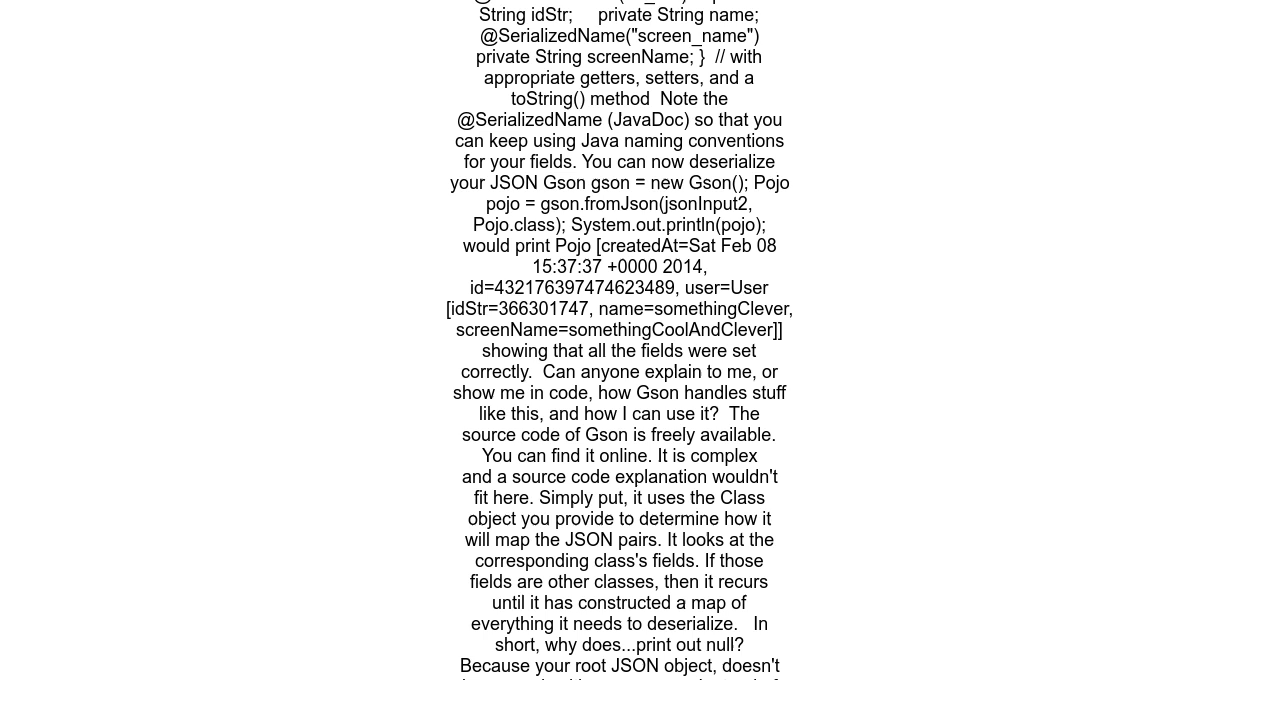 String idStr;     private String name;
@SerializedName("screen_name")
private String screenName; }  // with
appropriate getters, setters, and a
toString() method  Note the
@SerializedName (JavaDoc) so that you
can keep using Java naming conventions
for your fields. You can now deserialize
your JSON Gson gson = new Gson(); Pojo
pojo = gson.fromJson(jsonInput2,
Pojo.class); System.out.println(pojo);
would print Pojo [createdAt=Sat Feb 08
15:37:37 +0000 2014,
id=432176397474623489, user=User
[idStr=366301747, name=somethingClever,
screenName=somethingCoolAndClever]]
showing that all the fields were set
correctly.  Can anyone explain to me, or
show me in code, how Gson handles stuff
like this, and how I can use it?  The
source code of Gson is freely available.
You can find it online. It is complex
and a source code explanation wouldn't
fit here. Simply put, it uses the Class
object you provide to determine how it
will map the JSON pairs. It looks at the
corresponding class's fields. If those
fields are other classes, then it recurs
until it has constructed a map of
everything it needs to deserialize.   In
short, why does...print out null?
Because your root JSON object, doesn't